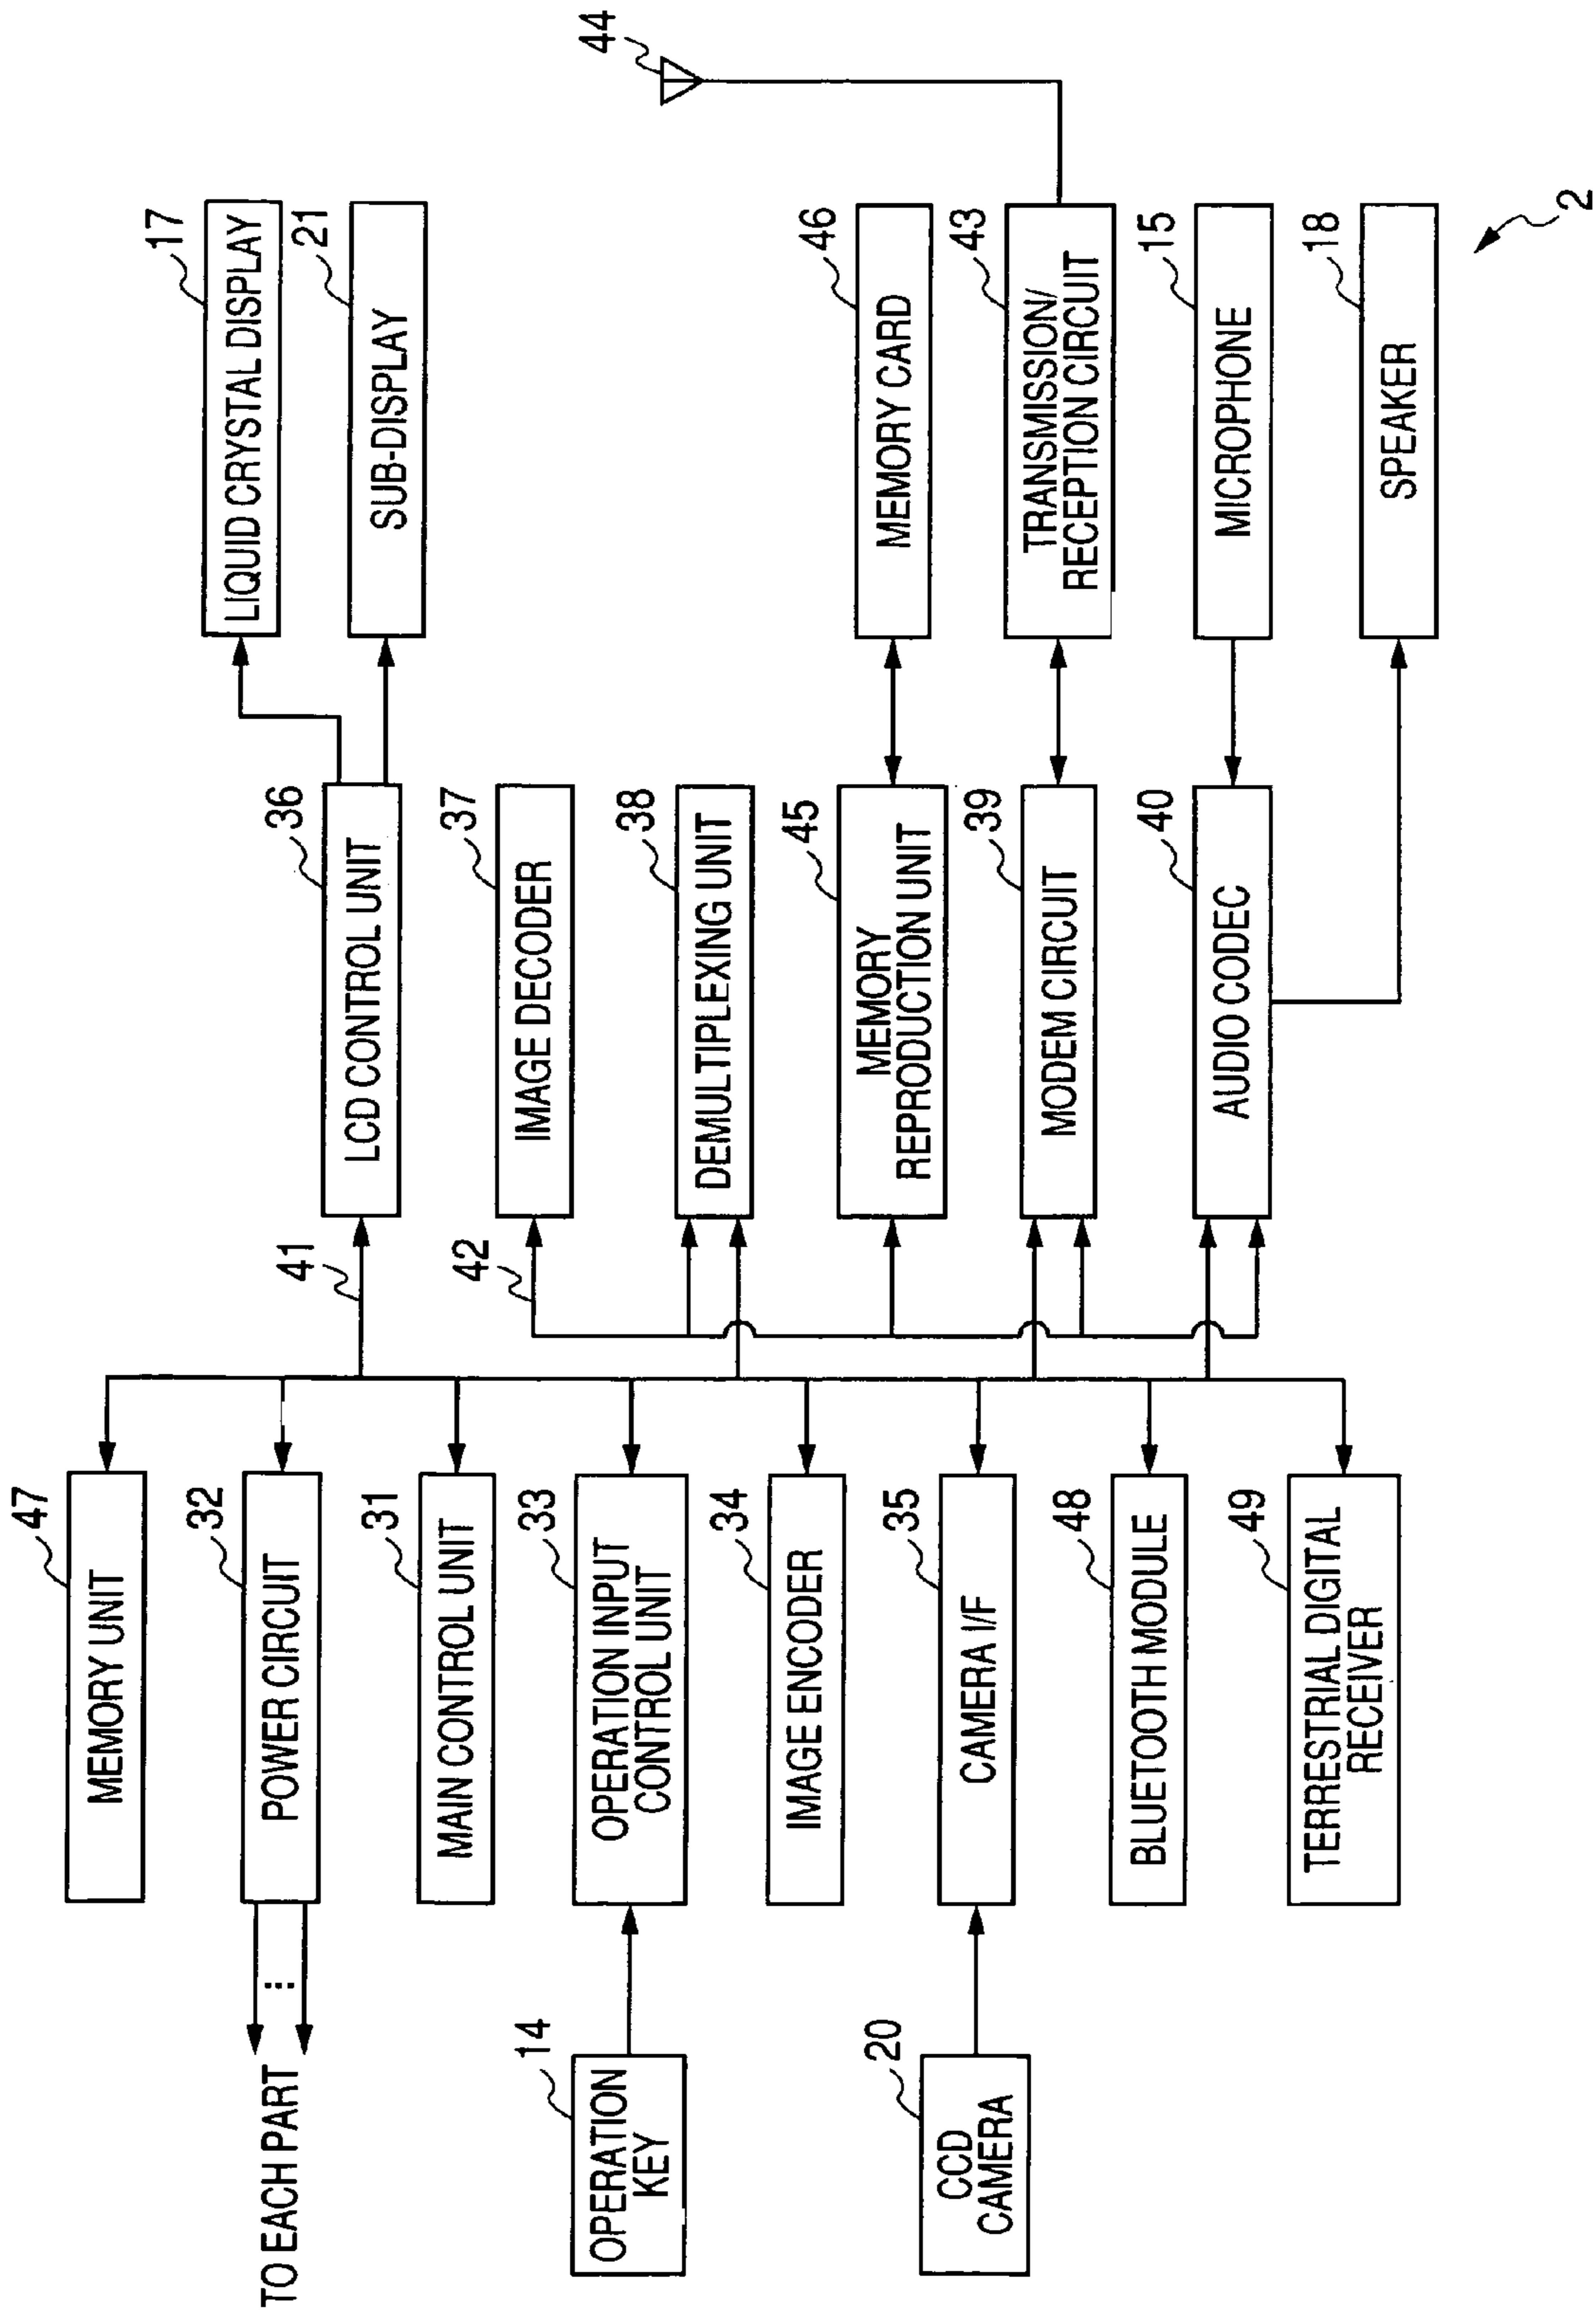 44
17
LIQUID CRYSTAL DISPLAY
21
SUB-DISPLAY
46
MEMORY CARD
43
TRANSMISSION/
RECEPTION CIRCUIT
15
MICROPHONE
18
SPEAKER
2
36
LCD CONTROL UNIT
37
IMAGE DECODER
38
DEMULTIPLEXING UNIT
45
MEMORY
REPRODUCTION UNIT
39
MODEM CIRCUIT
40
AUDIO CODEC
41
42
47
MEMORY UNIT
32
POWER CIRCUIT
31
MAIN CONTROL UNIT
33
OPERATION INPUT
CONTROL UNIT
34
IMAGE ENCODER
35
CAMERA I/F
48
BLUETOOTH MODULE
49
TERRESTRIAL DIGITAL
RECEIVER
TO EACH PART
14
OPERATION
KEY
20
CCD
CAMERA